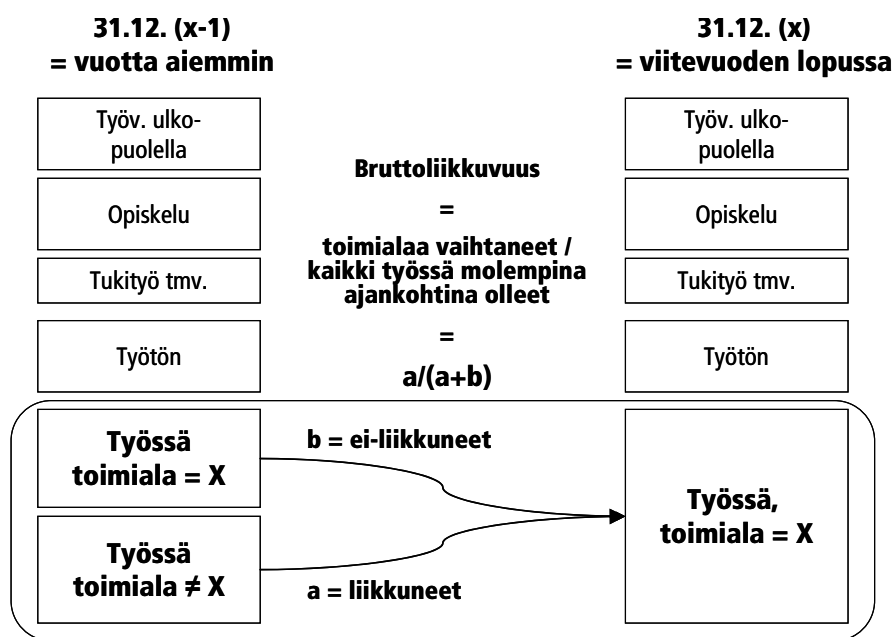 31.12. (x-1)
= vuotta aiemmin
31.12. (x)
= viitevuoden lopussa
Työv. ulko-
puolella
Opiskelu
Tukityö tmv.
Työtön
Bruttoliikkuvuus
=
toimialaa vaihtaneet /
kaikki työssä molempina
ajankohtina olleet
=
a/(a+b)
Työv. ulko-
puolella
Opiskelu
Tukityö tmv.
Työtön
Työssä
toimiala = X
Työssä
toimiala ≠ X
b = ei-liikkuneet
a = liikkuneet
Työssä,
toimiala = X